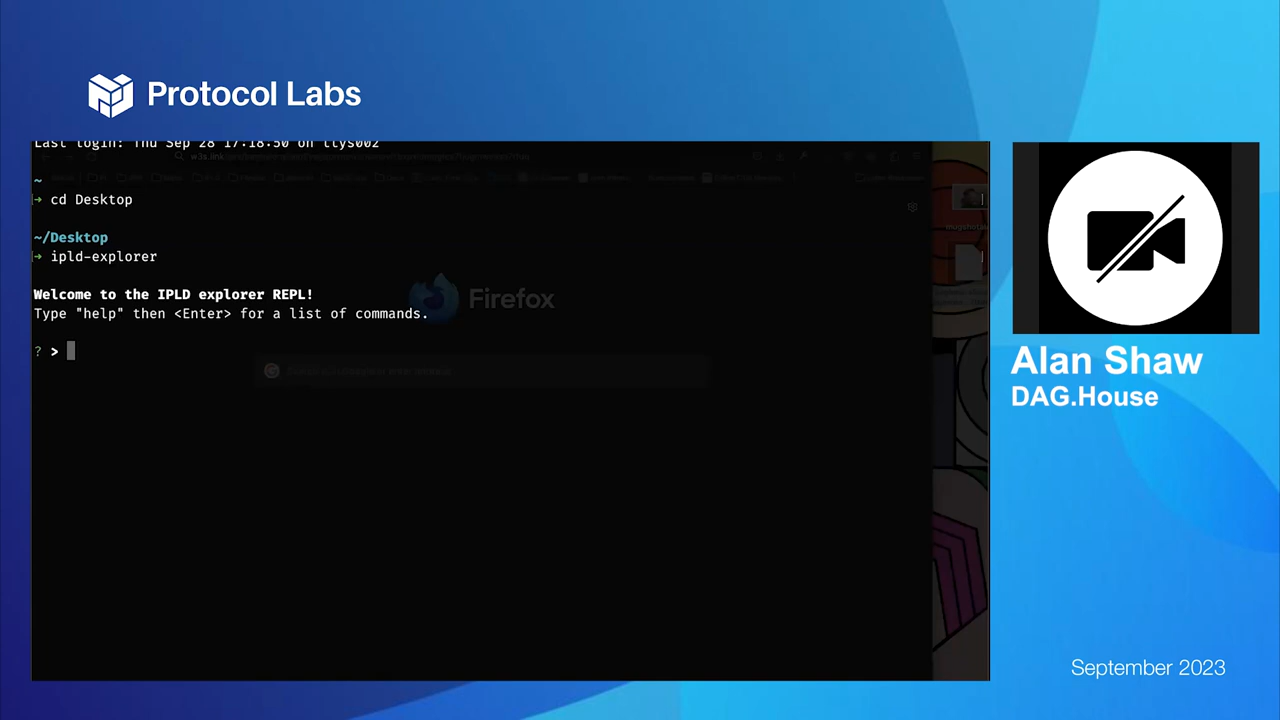 Protocol Labs
Last login: Thu Sep 28 17:18:50 on ttys002
~
→ cd Desktop
~/Desktop
→ ipld-explorer
Welcome to the IPLD explorer REPL!
Type "help" then <Enter> for a list of commands.
? >
Firefox
Alan Shaw
DAG.House
September 2023